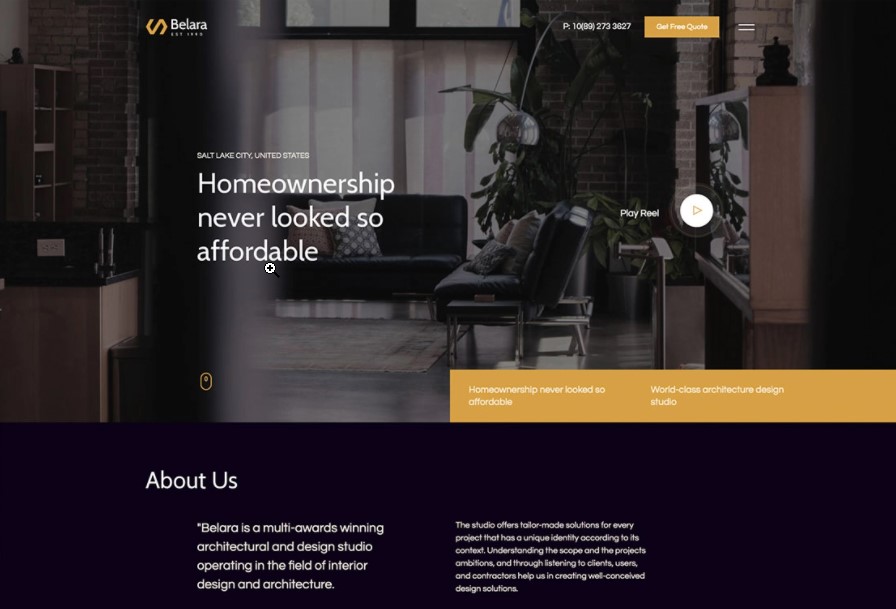 Belara
EST 1990
P: 10(89) 273 3627
Get Free Quote
SALT LAKE CITY, UNITED STATES
Homeownership
never looked so
affordable
Play Reel
Homeownership never looked so
affordable
World-class architecture design
studio
About Us
"Belara is a multi-awards winning
architectural and design studio
operating in the field of interior
design and architecture.
The studio offers tailor-made solutions for every
project that has a unique identity according to its
context. Understanding the scope and the projects
ambitions, and through listening to clients, users,
and contractors help us in creating well-conceived
design solutions.